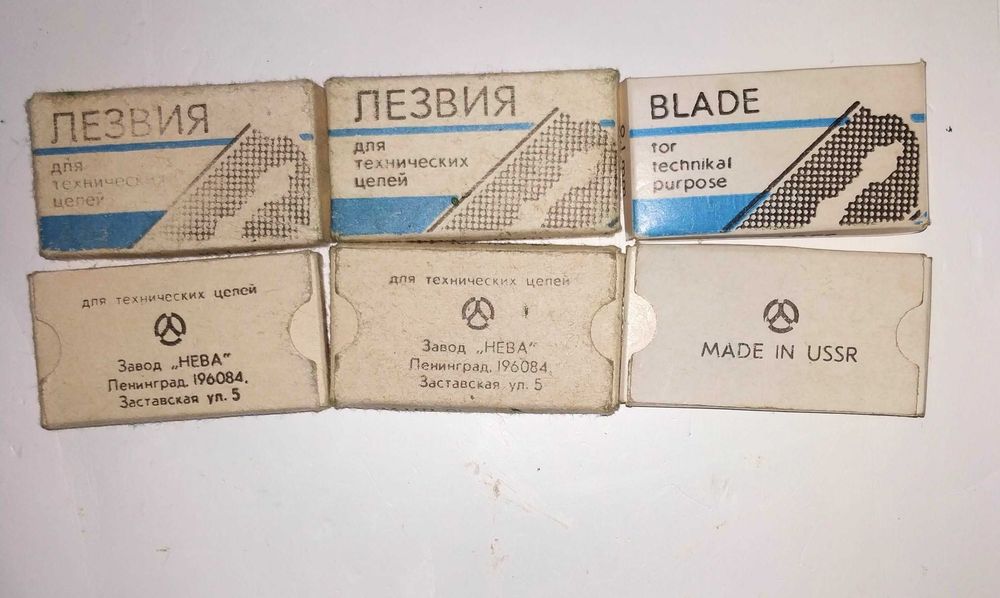 ЛЕЗВИЯ
для
технических
целей
ЛЕЗВИЯ
для
технических
целей
BLADE
for
technikal
purpose
для технических целей
Завод „НЕВА"
Ленинград, 196084,
Заставская ул. 5
для технических целей
Завод „НЕВА"
Ленинград, 196084,
Заставская ул. 5
MADE IN USSR